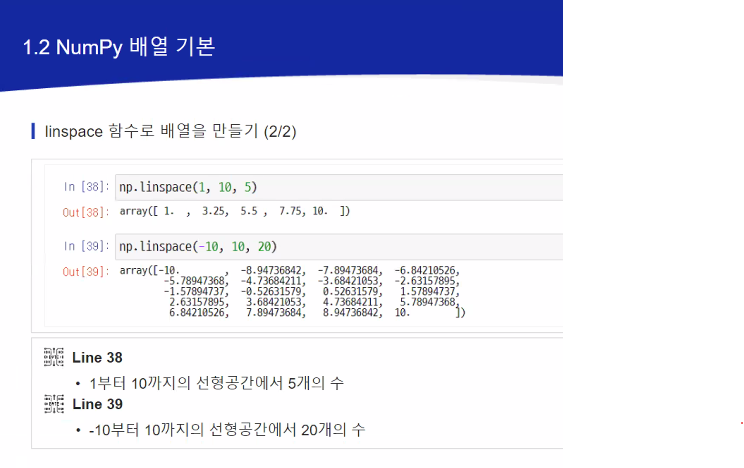 1.2 NumPy 배열 기본
linspace 함수로 배열을 만들기 (2/2)
In [38]: np.linspace(1, 10, 5)
Out[38]: array([ 1.  ,  3.25,  5.5 ,  7.75, 10.  ])
In [39]: np.linspace(-10, 10, 20)
Out[39]: array([-10.        ,  -8.94736842,  -7.89473684,  -6.84210526,
-5.78947368,  -4.73684211,  -3.68421053,  -2.63157895,
-1.57894737,  -0.52631579,   0.52631579,   1.57894737,
2.63157895,   3.68421053,   4.73684211,   5.78947368,
6.84210526,   7.89473684,   8.94736842,  10.        ])
Line 38
• 1부터 10까지의 선형공간에서 5개의 수
Line 39
• -10부터 10까지의 선형공간에서 20개의 수